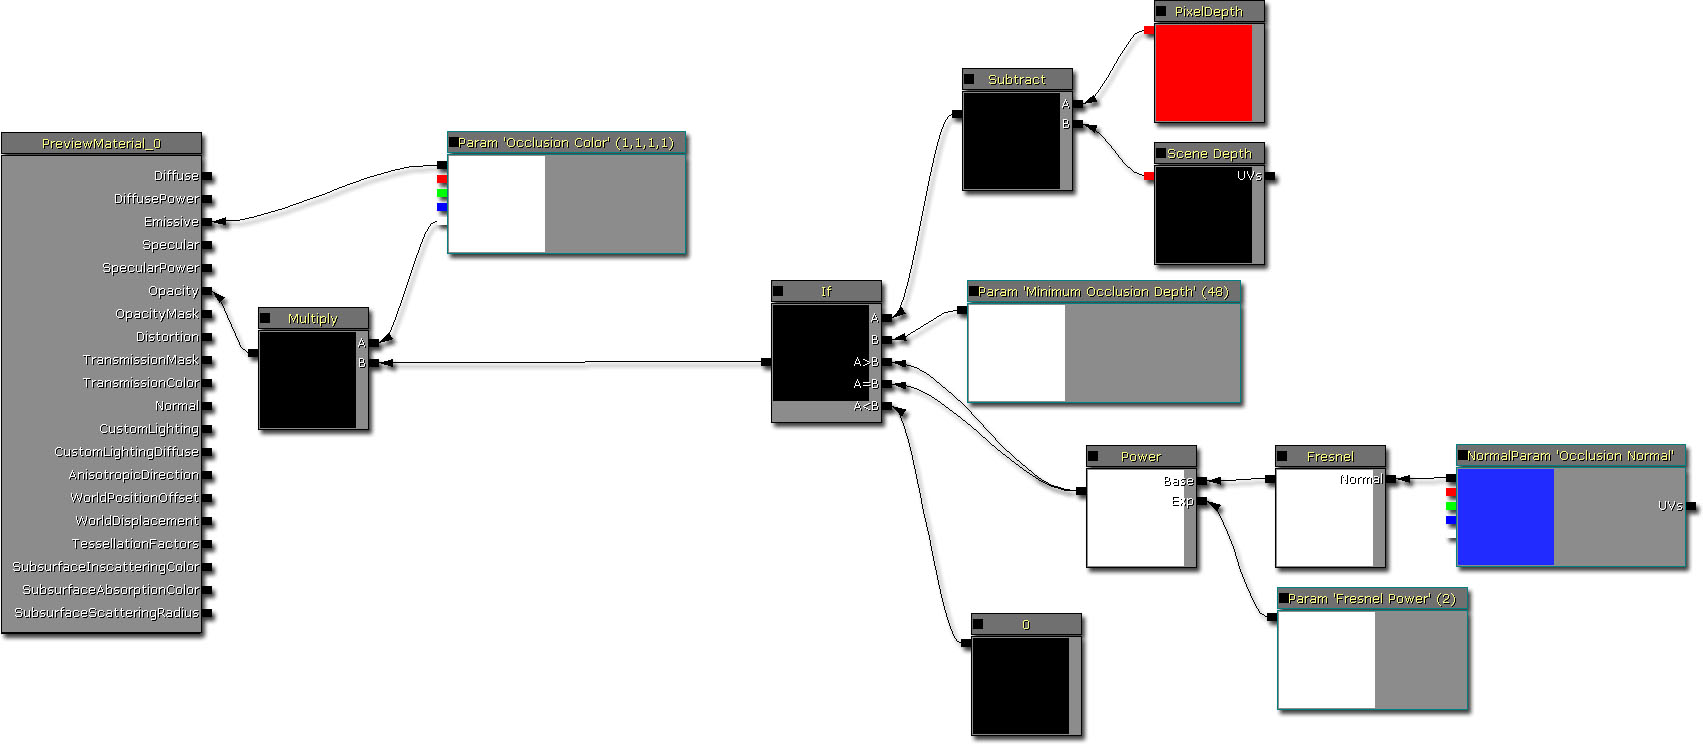 PreviewMaterial_0
Diffuse
DiffusePower
Emissive
Specular
SpecularPower
Opacity
OpacityMask
Distortion
TransmissionMask
TransmissionColor
Normal
CustomLighting
CustomLightingDiffuse
AnisotropicDirection
WorldPositionOffset
WorldDisplacement
TessellationFactors
SubsurfaceInscatteringColor
SubsurfaceAbsorptionColor
SubsurfaceScatteringRadius
Param 'Occlusion Color' (1,1,1,1)
Multiply
A
B
If
A
B
A>B
A=B
A<B
Subtract
A
B
PixelDepth
Scene Depth
UVs
Param 'Minimum Occlusion Depth' (48)
Power
Base
Exp
Fresnel
Normal
NormalParam 'Occlusion Normal'
UVs
Param 'Fresnel Power' (2)
0